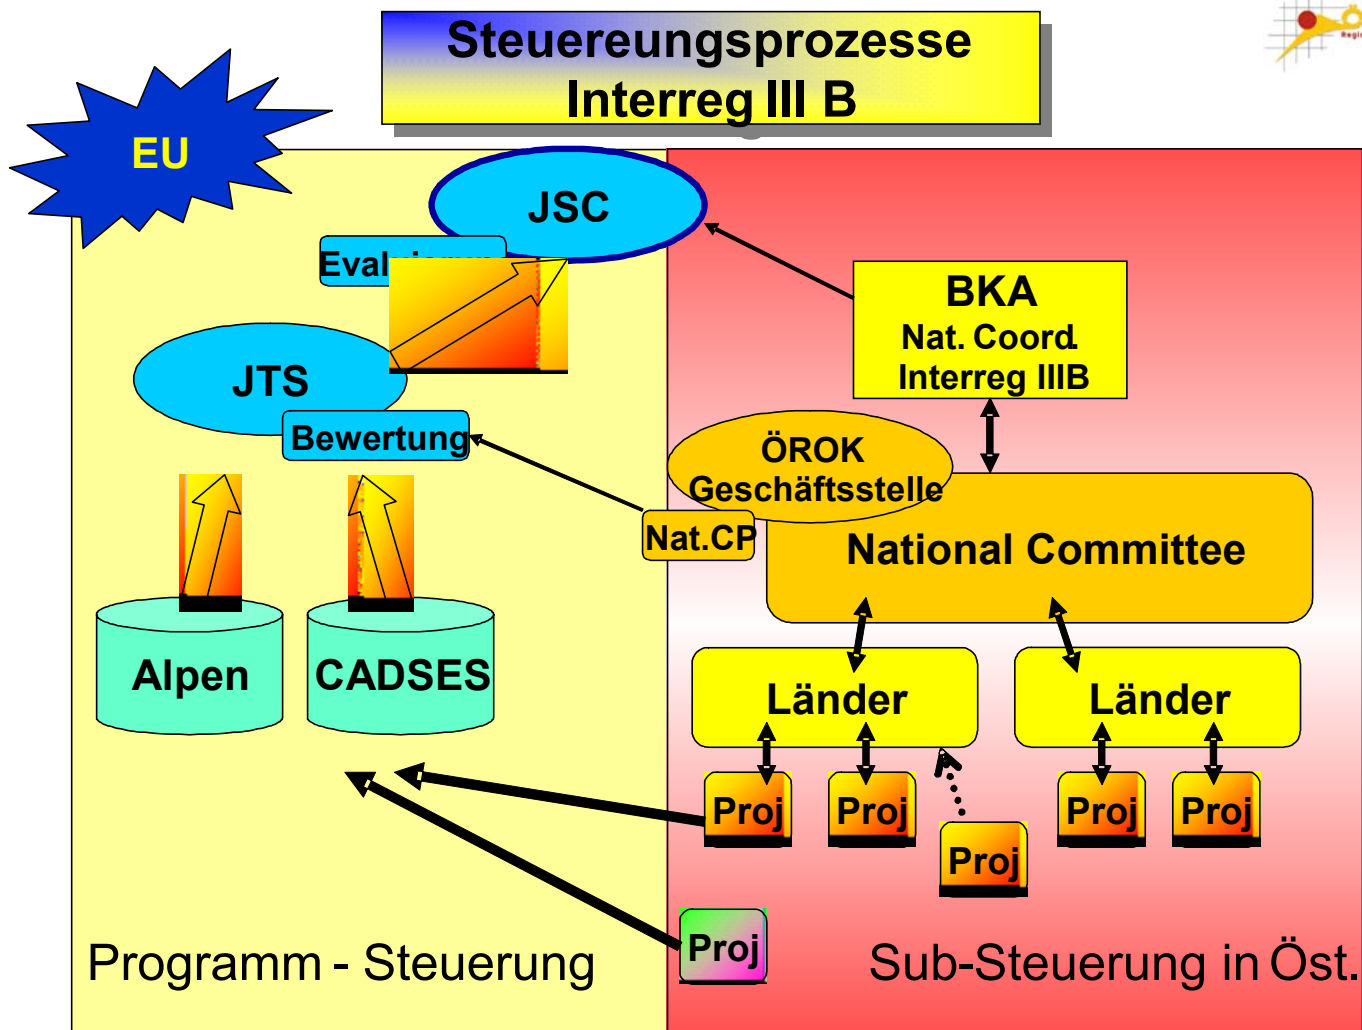 Steuereungsprozesse
Interreg III B
EU
JSC
BKA
Nat. Coord.
Interreg IIIB
JTS
Bewertung
ÖROK
Geschäftsstelle
Nat.CP
National Committee
Alpen
CADSES
Länder
Länder
Proj
Proj
Proj
Proj
Proj
Proj
Programm - Steuerung
Sub-Steuerung in Öst.